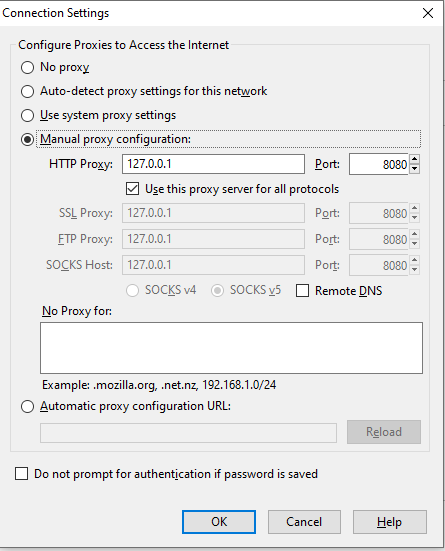 Connection Settings
Configure Proxies to Access the Internet
No proxy
Auto-detect proxy settings for this network
Use system proxy settings
Manual proxy configuration:
HTTP Proxy: 127.0.0.1 Port: 8080
Use this proxy server for all protocols
SSL Proxy: 127.0.0.1 Port: 8080
FTP Proxy: 127.0.0.1 Port: 8080
SOCKS Host: 127.0.0.1 Port: 8080
SOCKS v4 SOCKS v5 Remote DNS
No Proxy for:
Example: .mozilla.org, .net.nz, 192.168.1.0/24
Automatic proxy configuration URL:
Reload
Do not prompt for authentication if password is saved
OK Cancel Help